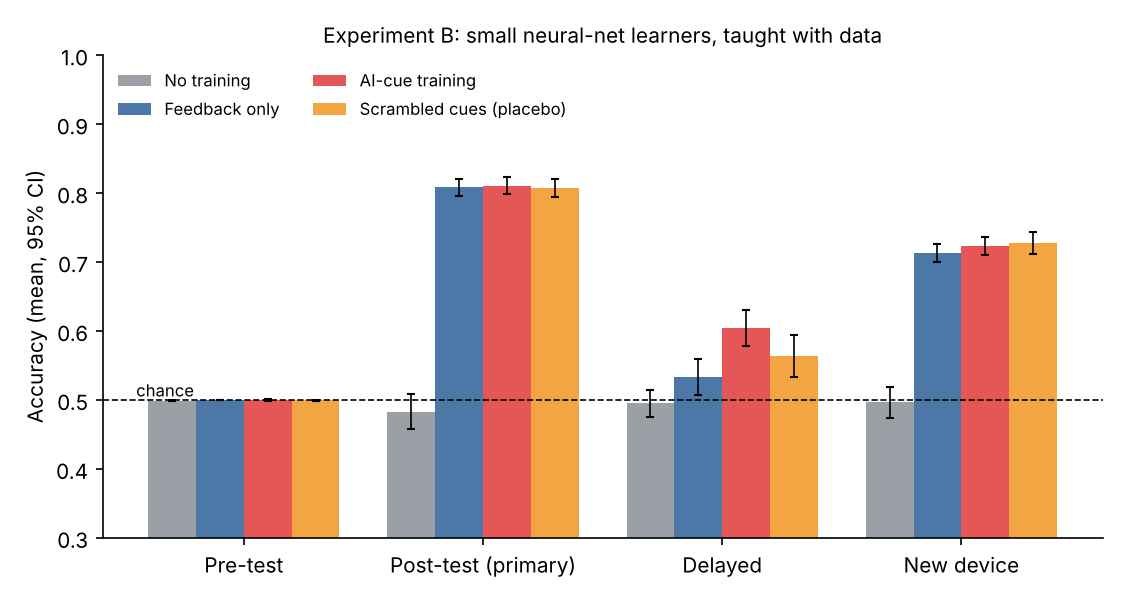 Experiment B: small neural-net learners, taught with data
No training
Feedback only
AI-cue training
Scrambled cues (placebo)
Accuracy (mean, 95% CI)
1.0
0.9
0.8
0.7
0.6
0.5
0.4
0.3
chance
Pre-test
Post-test (primary)
Delayed
New device